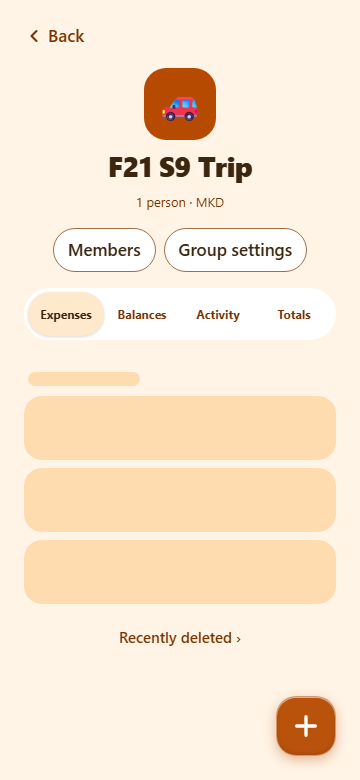 Back
F21 S9 Trip
1 person · MKD
Members
Group settings
Expenses
Balances
Activity
Totals
Recently deleted ›